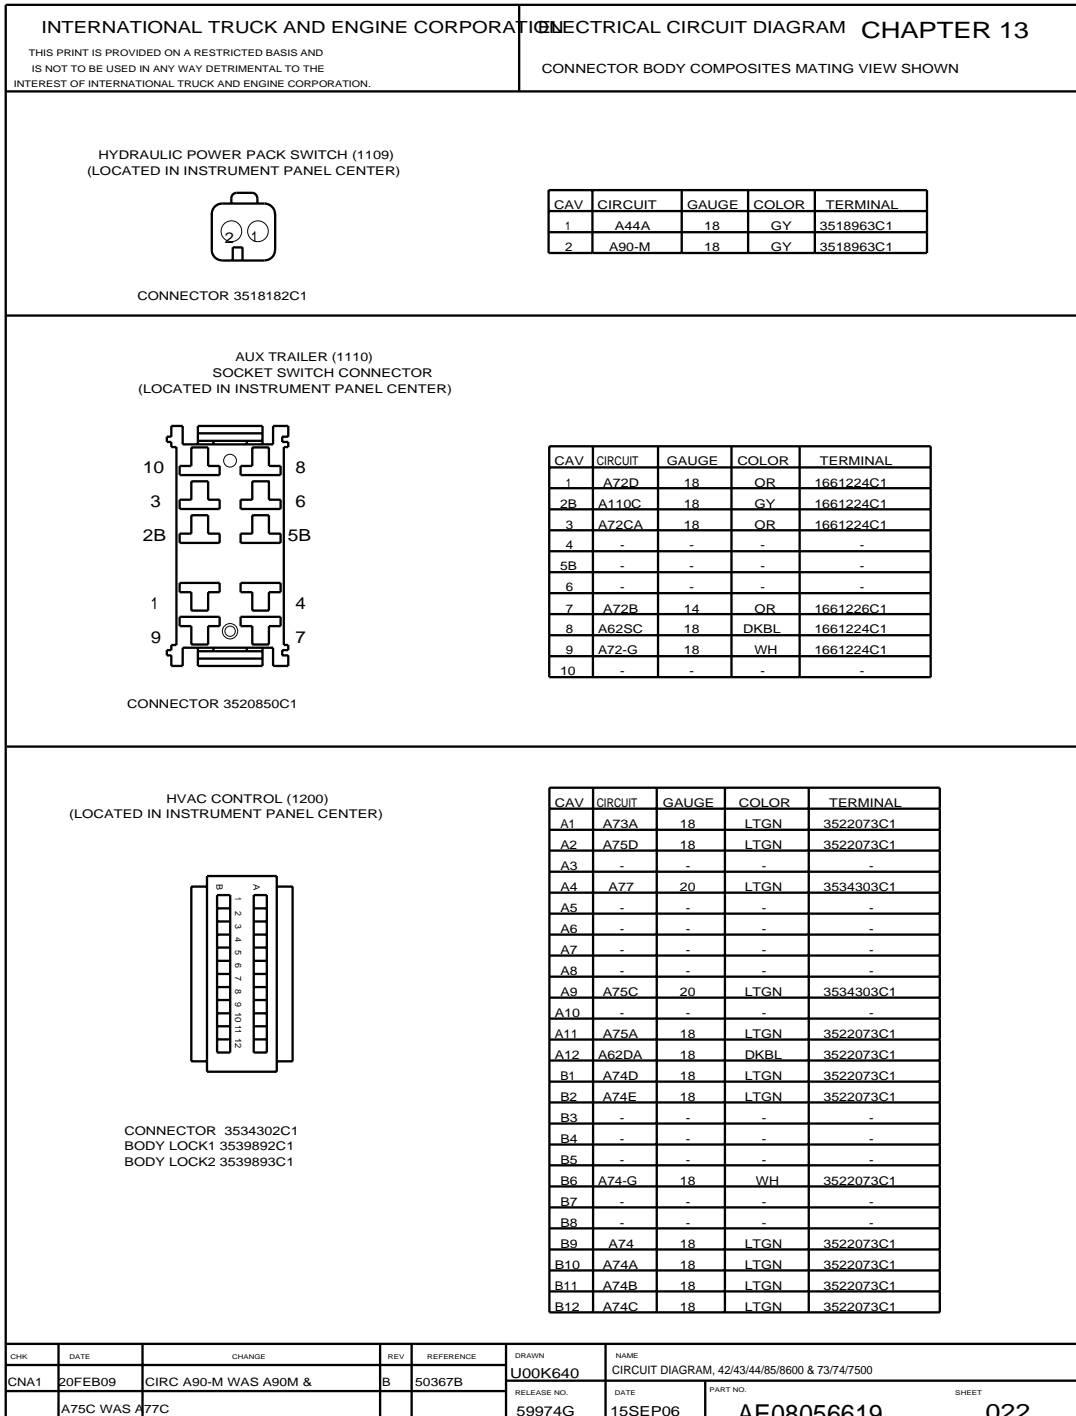 INTERNATIONAL TRUCK AND ENGINE CORPORATION
THIS PRINT IS PROVIDED ON A RESTRICTED BASIS AND
IS NOT TO BE USED IN ANY WAY DETRIMENTAL TO THE
INTEREST OF INTERNATIONAL TRUCK AND ENGINE CORPORATION.
ELECTRICAL CIRCUIT DIAGRAM CHAPTER 13
CONNECTOR BODY COMPOSITES MATING VIEW SHOWN
HYDRAULIC POWER PACK SWITCH (1109)
(LOCATED IN INSTRUMENT PANEL CENTER)
2 1
CONNECTOR 3518182C1
CAV CIRCUIT GAUGE COLOR TERMINAL
1 A44A 18 GY 3518963C1
2 A90-M 18 GY 3518963C1
AUX TRAILER (1110)
SOCKET SWITCH CONNECTOR
(LOCATED IN INSTRUMENT PANEL CENTER)
10 8
3 6
2B 5B
1 4
9 7
CONNECTOR 3520850C1
CAV CIRCUIT GAUGE COLOR TERMINAL
1 A72D 18 OR 1661224C1
2B A110C 18 GY 1661224C1
3 A72CA 18 OR 1661224C1
4 - - - -
5B - - - -
6 - - - -
7 A72B 14 OR 1661226C1
8 A62SC 18 DKBL 1661224C1
9 A72-G 18 WH 1661224C1
10 - - - -
HVAC CONTROL (1200)
(LOCATED IN INSTRUMENT PANEL CENTER)
B A
1
2
3
4
5
6
7
8
9
10
11
12
CONNECTOR 3534302C1
BODY LOCK1 3539892C1
BODY LOCK2 3539893C1
CAV CIRCUIT GAUGE COLOR TERMINAL
A1 A73A 18 LTGN 3522073C1
A2 A75D 18 LTGN 3522073C1
A3 - - - -
A4 A77 20 LTGN 3534303C1
A5 - - - -
A6 - - - -
A7 - - - -
A8 - - - -
A9 A75C 20 LTGN 3534303C1
A10 - - - -
A11 A75A 18 LTGN 3522073C1
A12 A62DA 18 DKBL 3522073C1
B1 A74D 18 LTGN 3522073C1
B2 A74E 18 LTGN 3522073C1
B3 - - - -
B4 - - - -
B5 - - - -
B6 A74-G 18 WH 3522073C1
B7 - - - -
B8 - - - -
B9 A74 18 LTGN 3522073C1
B10 A74A 18 LTGN 3522073C1
B11 A74B 18 LTGN 3522073C1
B12 A74C 18 LTGN 3522073C1
CHK DATE CHANGE REV REFERENCE
CNA1 20FEB09 CIRC A90-M WAS A90M & B 50367B
A75C WAS A77C
DRAWN
U00K640
NAME
CIRCUIT DIAGRAM, 42/43/44/85/8600 & 73/74/7500
RELEASE NO.
59974G
DATE
15SEP06
PART NO.
AE08056619
SHEET
022